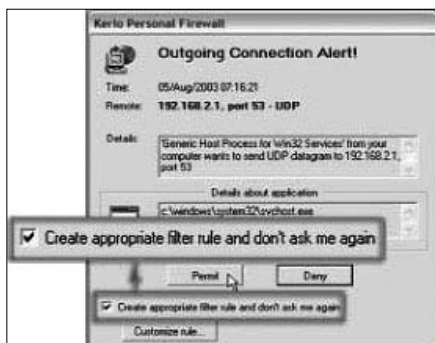 Kerio Personal Firewall
Outgoing Connection Alert!
Time: 05/Aug/2003 07:16:21
Remote: 192.168.2.1, port 53 - UDP
Details: 'Generic Host Process for Win32 Services' from your
computer wants to send UDP datagram to 192.168.2.1,
port 53
Details about application
c:\windows\system32\svchost.exe
Create appropriate filter rule and don't ask me again
Permit Deny
Create appropriate filter rule and don't ask me again
Customize rule...